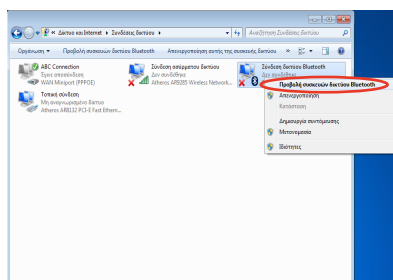 « Δίκτυο και Internet ▸ Συνδέσεις δικτύου ▸
Αναζήτηση Συνδέσεις δικτύου
Οργάνωση ▾ Προβολή συσκευών δικτύου Bluetooth Απενεργοποίηση αυτής της συσκευής δικτύου »
ABC Connection
Έχεις αποσυνδεθεί
WAN Miniport (PPPOE)
Σύνδεση ασύρματου δικτύου
Δεν συνδέθηκε
Atheros AR9285 Wireless Network...
Σύνδεση δικτύου Bluetooth
Δεν συνδέθηκε
Τοπική σύνδεση
Μη αναγνωρισμένο δίκτυο
Atheros AR8132 PCI-E Fast Ethern...
Προβολή συσκευών δικτύου Bluetooth
Απενεργοποίηση
Κατάσταση
Δημιουργία συντόμευσης
Μετονομασία
Ιδιότητες